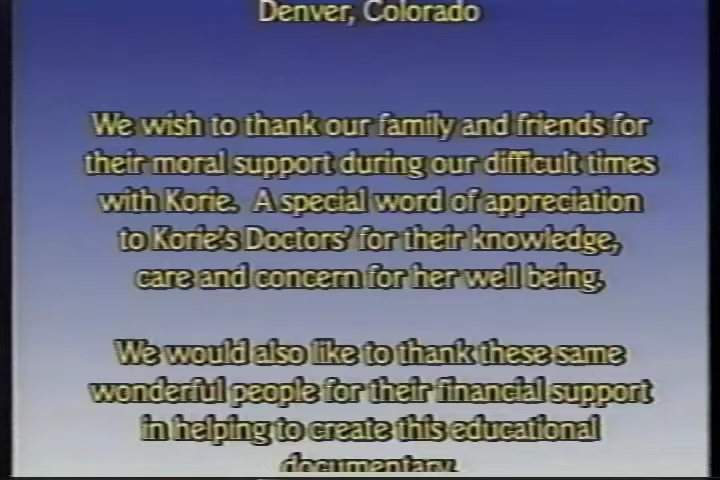 Denver, Colorado
We wish to thank our family and friends for
their moral support during our difficult times
with Korie. A special word of appreciation
to Korie's Doctors' for their knowledge,
care and concern for her well being.
We would also like to thank these same
wonderful people for their financial support
in helping to create this educational
documentary.